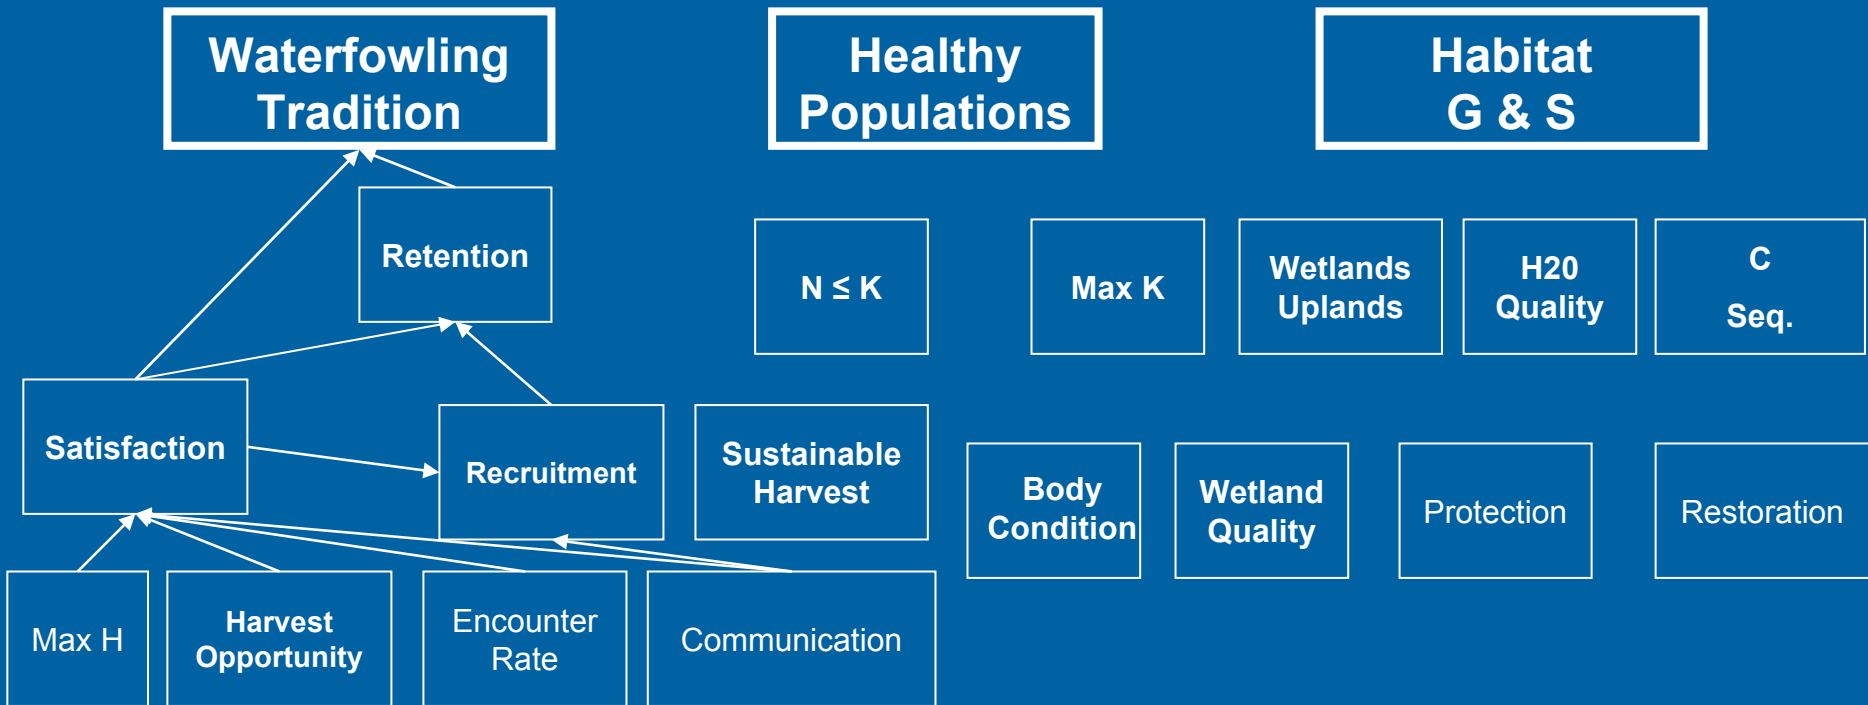 Waterfowling
Tradition
Healthy
Populations
Habitat
G & S
Retention
N ≤ K
Max K
Wetlands
Uplands
H20
Quality
C
Seq.
Satisfaction
Recruitment
Sustainable
Harvest
Body
Condition
Wetland
Quality
Protection
Restoration
Max H
Harvest
Opportunity
Encounter
Rate
Communication